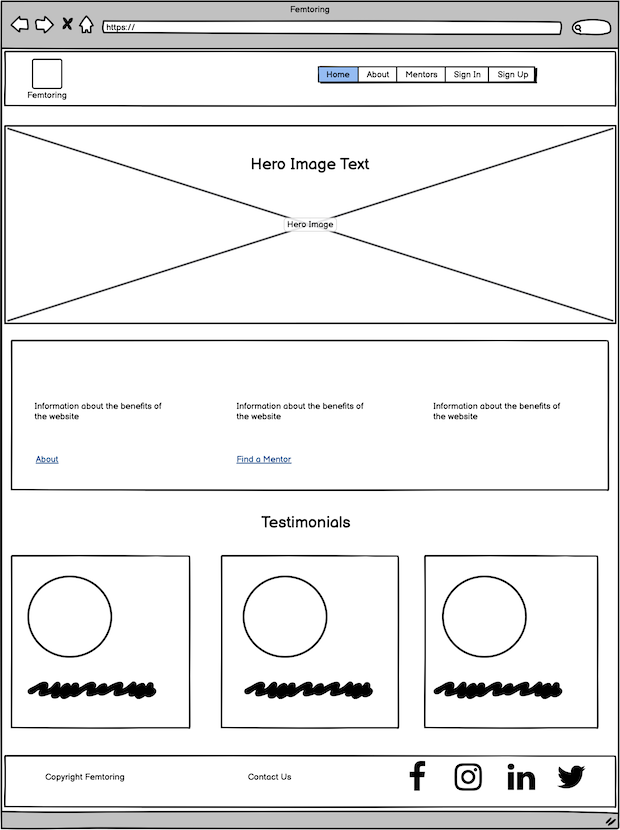 Femtoring
https://
Femtoring
Home About Mentors Sign In Sign Up
Hero Image Text
Hero Image
Information about the benefits of
the website
About
Information about the benefits of
the website
Find a Mentor
Information about the benefits of
the website
Testimonials
Copyright Femtoring
Contact Us